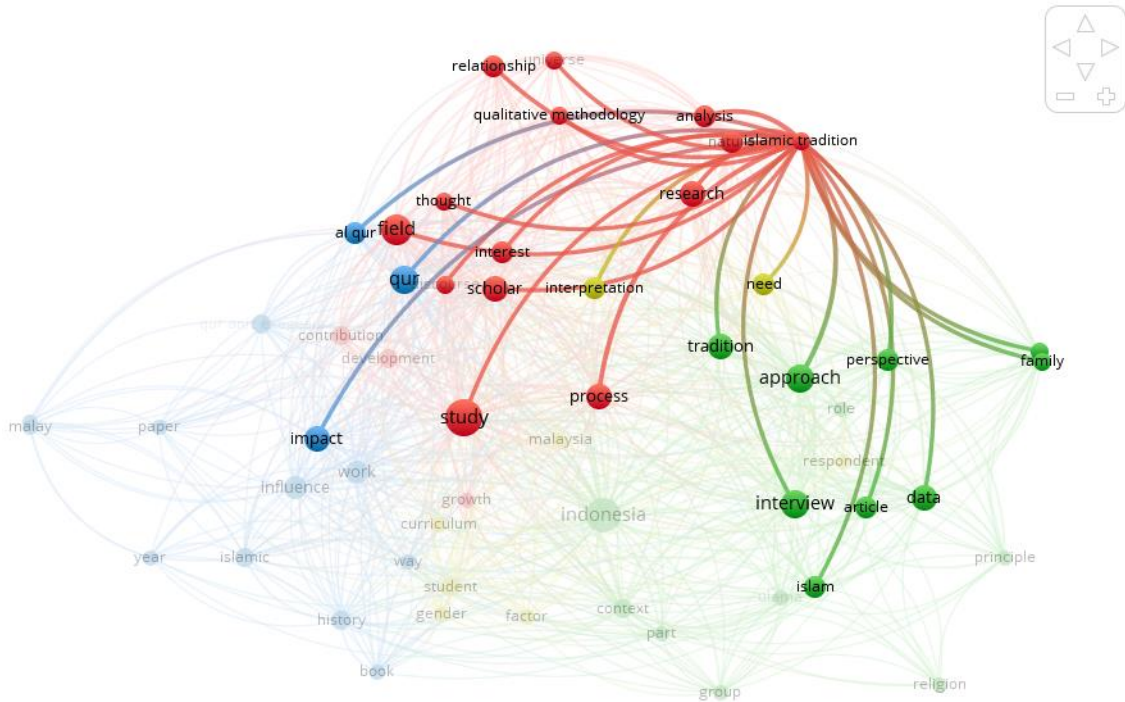 universe
relationship
qualitative methodology
analysis
islamic tradition
research
thought
al qur
field
interest
qur
scholar
interpretation
need
contribution
development
tradition
approach
perspective
family
process
role
study
malay
paper
impact
malaysia
work
respondent
influence
growth
interview
article
data
indonesia
curriculum
year
islamic
way
principle
student
islam
ulama
gender
factor
context
history
part
book
group
religion